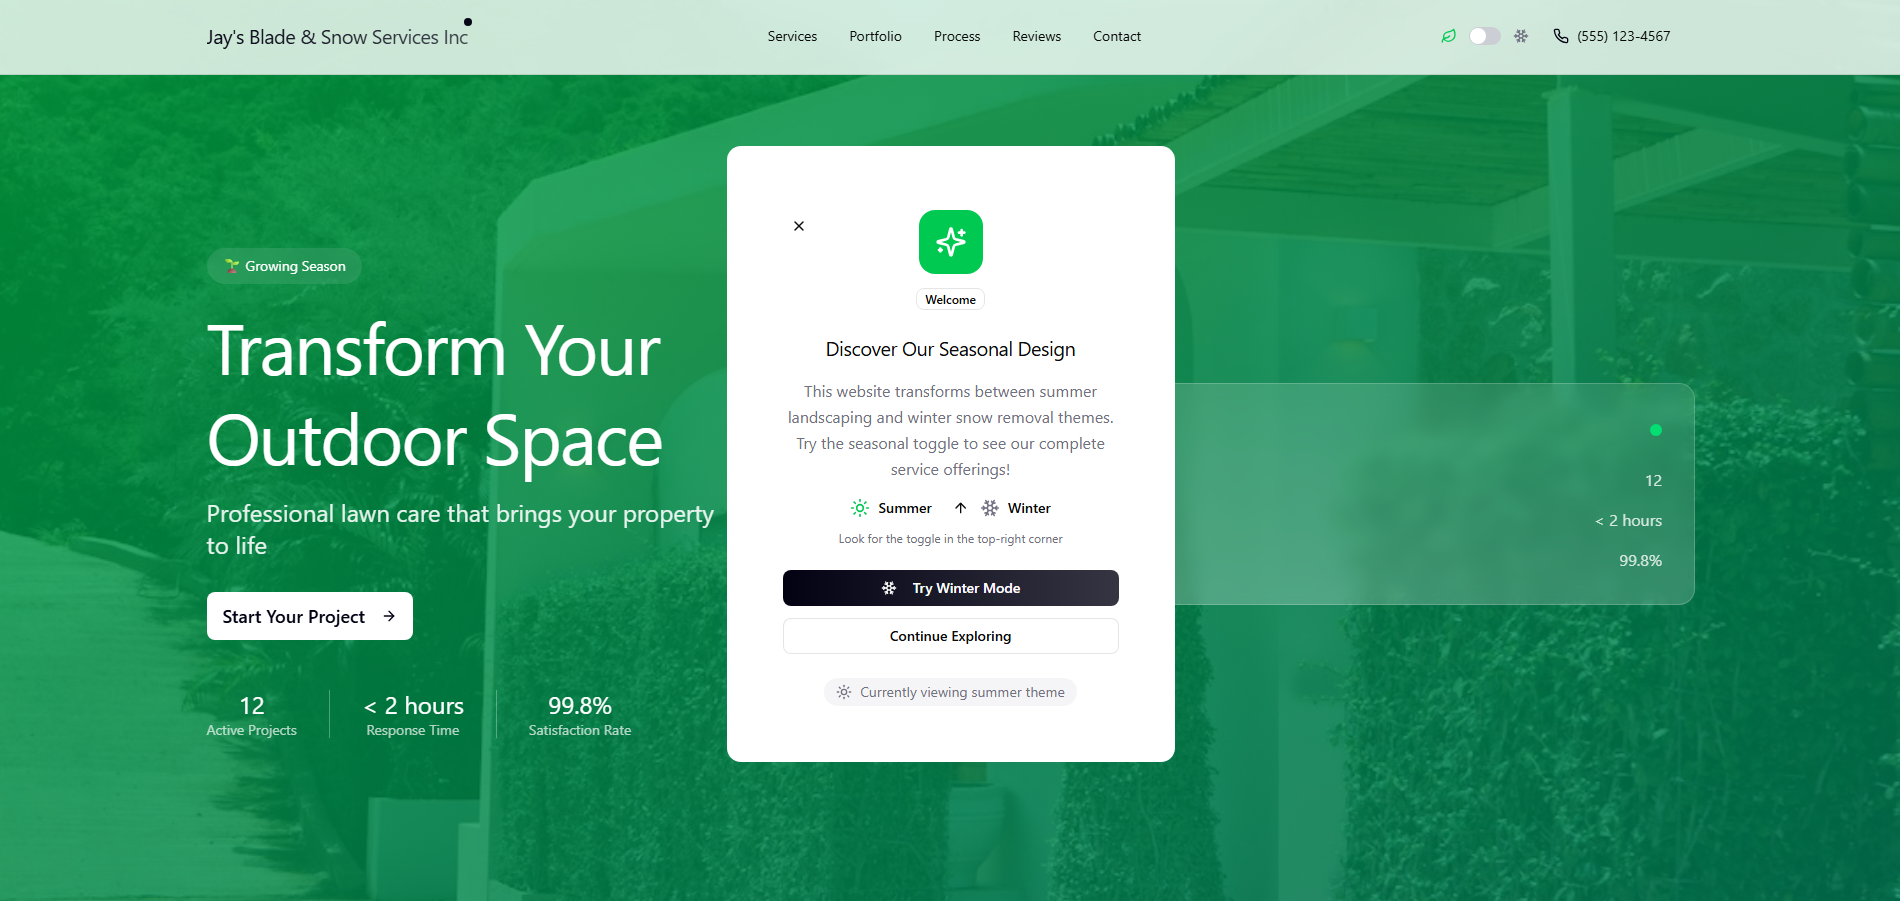 Jay's Blade & Snow Services Inc
Services
Portfolio
Process
Reviews
Contact
(555) 123-4567
Growing Season
Transform Your
Outdoor Space
Professional lawn care that brings your property
to life
Start Your Project
12
Active Projects
< 2 hours
Response Time
99.8%
Satisfaction Rate
Welcome
Discover Our Seasonal Design
This website transforms between summer
landscaping and winter snow removal themes.
Try the seasonal toggle to see our complete
service offerings!
Summer
Winter
Look for the toggle in the top-right corner
Try Winter Mode
Continue Exploring
Currently viewing summer theme
12
< 2 hours
99.8%